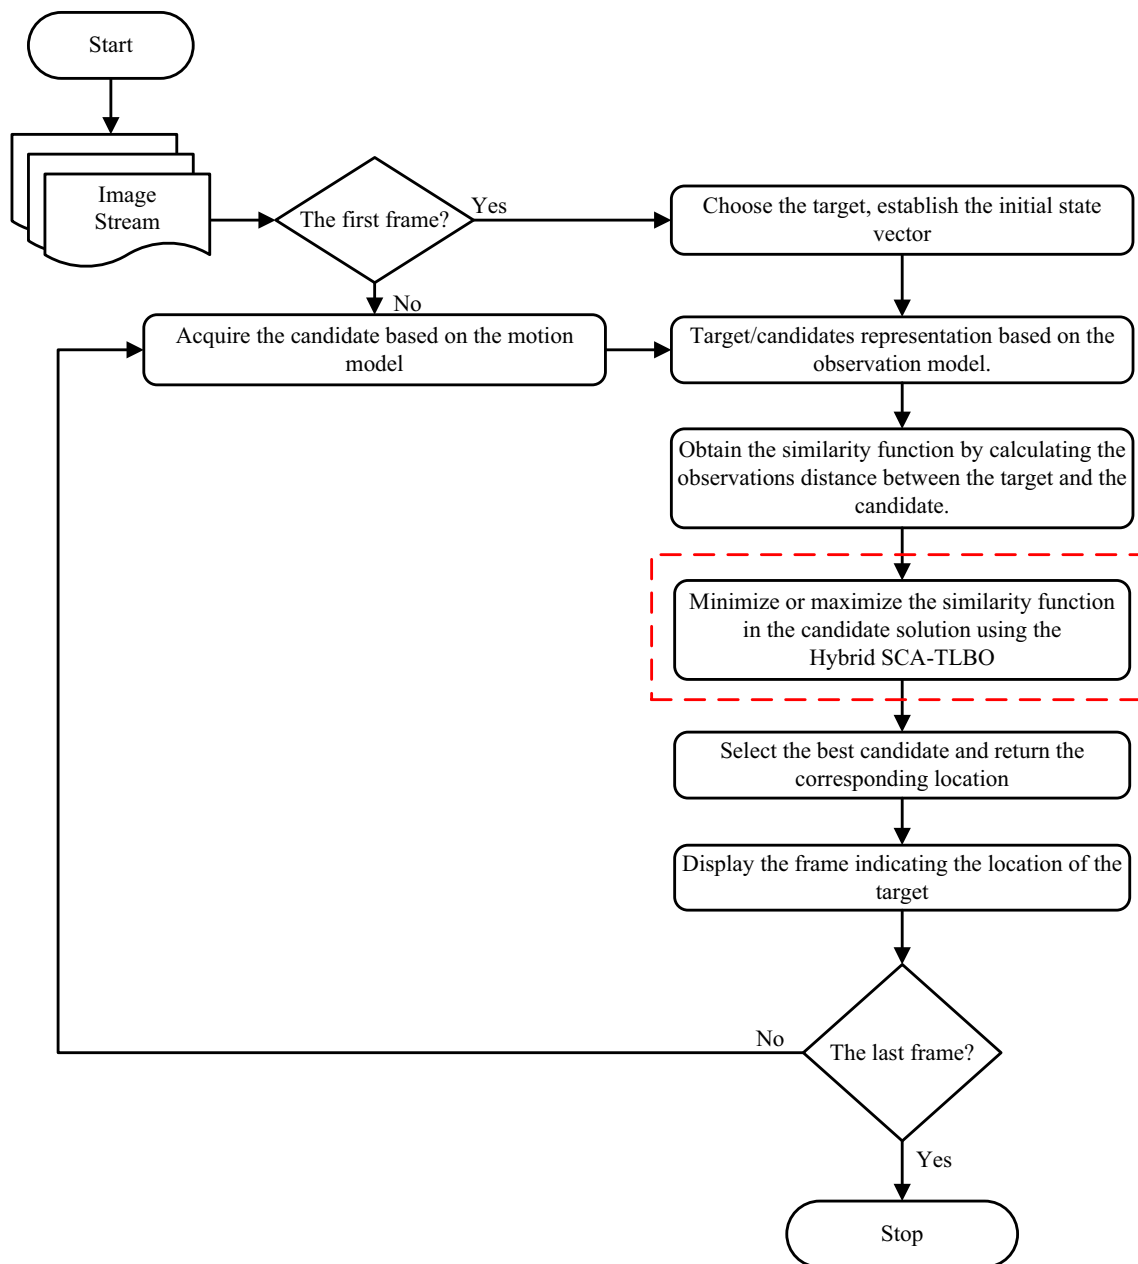 Start
Image
Stream
The first frame?
Yes
No
Choose the target, establish the initial state
vector
Acquire the candidate based on the motion
model
Target/candidates representation based on the
observation model.
Obtain the similarity function by calculating the
observations distance between the target and the
candidate.
Minimize or maximize the similarity function
in the candidate solution using the
Hybrid SCA-TLBO
Select the best candidate and return the
corresponding location
Display the frame indicating the location of the
target
No
The last frame?
Yes
Stop